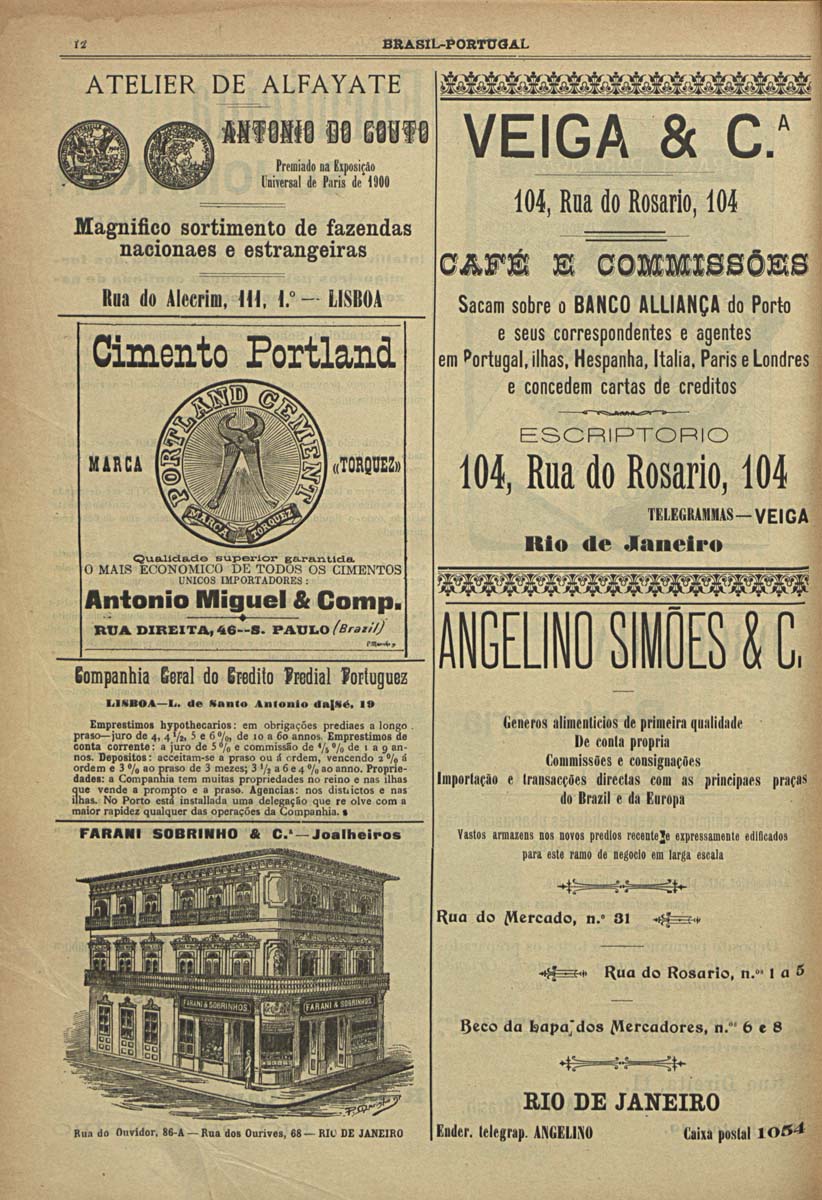 12
BRASIL-PORTUGAL
ATELIER DE ALFAYATE
ANTONIO DO COUTO
Premiado na Exposição
Universal de Paris de 1900
Magnifico sortimento de fazendas
nacionaes e estrangeiras
Rua do Alecrim, 111, 1.º — LISBOA
Cimento Portland
PORTLAND CEMENT
MARCA
«TORQUEZ»
MARCA TORQUEZ
Qualidade superior garantida
O MAIS ECONOMICO DE TODOS OS CIMENTOS
UNICOS IMPORTADORES:
Antonio Miguel & Comp.
RUA DIREITA, 46--S. PAULO (Brazil)
Companhia Geral do Credito Predial Portuguez
LISBOA—L. de Santo Antonio da Sé, 19
Emprestimos hypothecarios: em obrigações prediaes a longo
praso—juro de 4, 4 1/2, 5 e 6 %, de 10 a 60 annos. Emprestimos de
conta corrente: a juro de 5 % e commissão de % de 1 a 9 an-
nos. Depositos: acceitam-se a praso ou á ordem, vencendo 2 % á
ordem e 3 % ao praso de 3 mezes; 3 1/2 a 6 e 4 % ao anno. Proprie-
dades: a Companhia tem muitas propriedades no reino e nas ilhas
que vende a prompto e a praso. Agencias: nos districtos e nas
ilhas. No Porto está installada uma delegação que re olve com a
maior rapidez qualquer das operações da Companhia.
FARANI SOBRINHO & C.ª—Joalheiros
FARANI & SOBRINHOS
FARANI & SOBRINHOS
Rua do Ouvidor, 86-A — Rua dos Ourives, 68 — RIO DE JANEIRO
VEIGA & C.A
104, Rua do Rosario, 104
CAFÉ E COMMISSÕES
Sacam sobre o BANCO ALLIANÇA do Porto
e seus correspondentes e agentes
em Portugal, ilhas, Hespanha, Italia, Paris e Londres
e concedem cartas de creditos
ESCRIPTORIO
104, Rua do Rosario, 104
TELEGRAMMAS—VEIGA
Rio de Janeiro
ANGELINO SIMÕES & C.
Generos alimenticios de primeira qualidade
De conta propria
Commissões e consignações
Importação e transacções directas com as principaes praças
do Brazil e da Europa
Vastos armazens nos novos predios recente e expressamente edificados
para este ramo de negocio em larga escala
Rua do Mercado, n.º 31
Rua do Rosario, n.os 1 a 5
Beco da Lapa dos Mercadores, n.os 6 e 8
RIO DE JANEIRO
Ender. telegrap. ANGELINO
Caixa postal 1054